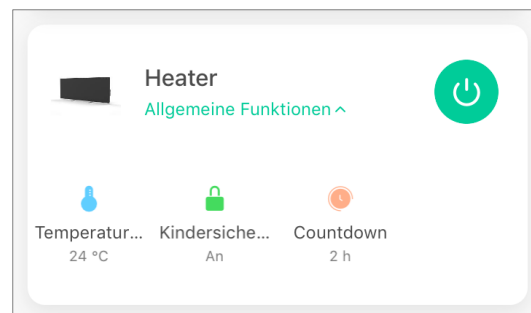 Heater
Allgemeine Funktionen
Temperatur... Kindersiche... Countdown
24 °C An 2 h